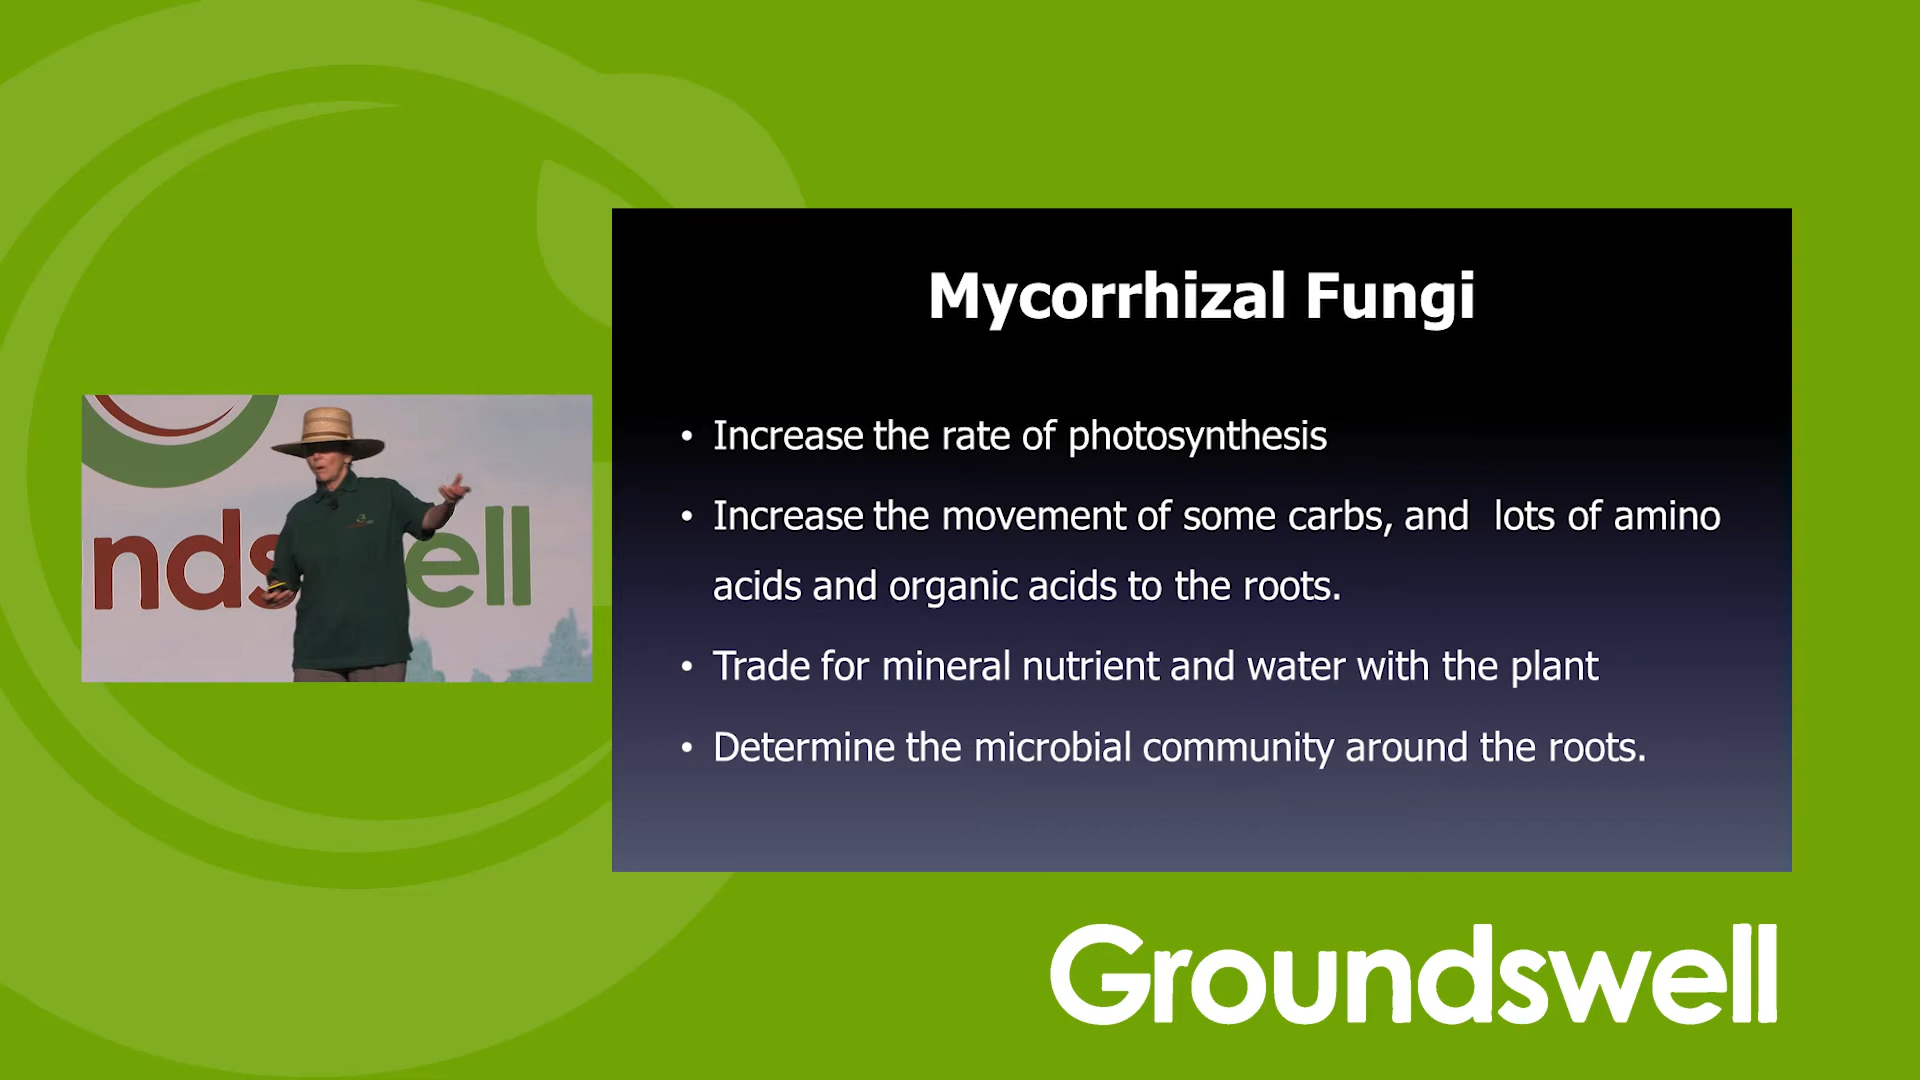 ndswell
Mycorrhizal Fungi
• Increase the rate of photosynthesis
• Increase the movement of some carbs, and lots of amino
acids and organic acids to the roots.
• Trade for mineral nutrient and water with the plant
• Determine the microbial community around the roots.
Groundswell